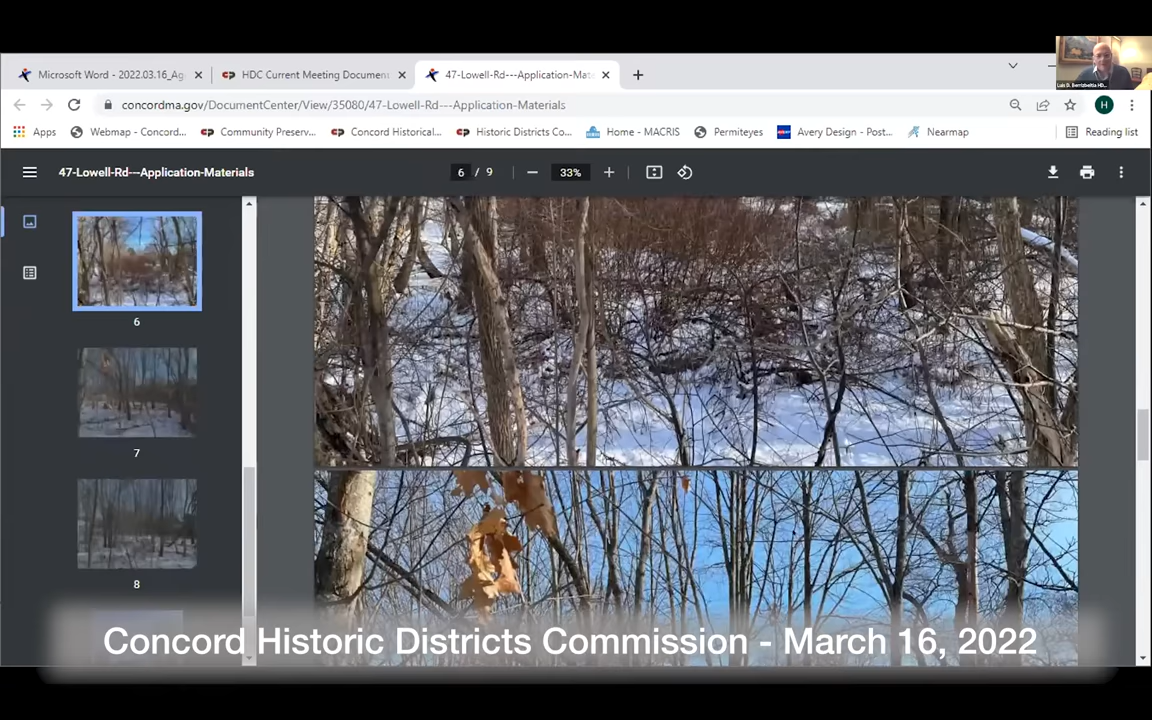 Microsoft Word - 2022.03.16_Ag
HDC Current Meeting Document
47-Lowell-Rd---Application-Mate
concordma.gov/DocumentCenter/View/35080/47-Lowell-Rd---Application-Materials
H
Apps
Webmap - Concord...
Community Preserv...
Concord Historical...
Historic Districts Co...
Home - MACRIS
Permiteyes
Avery Design - Post...
Nearmap
Reading list
47-Lowell-Rd---Application-Materials
6 / 9
33%
6
7
8
Concord Historic Districts Commission - March 16, 2022